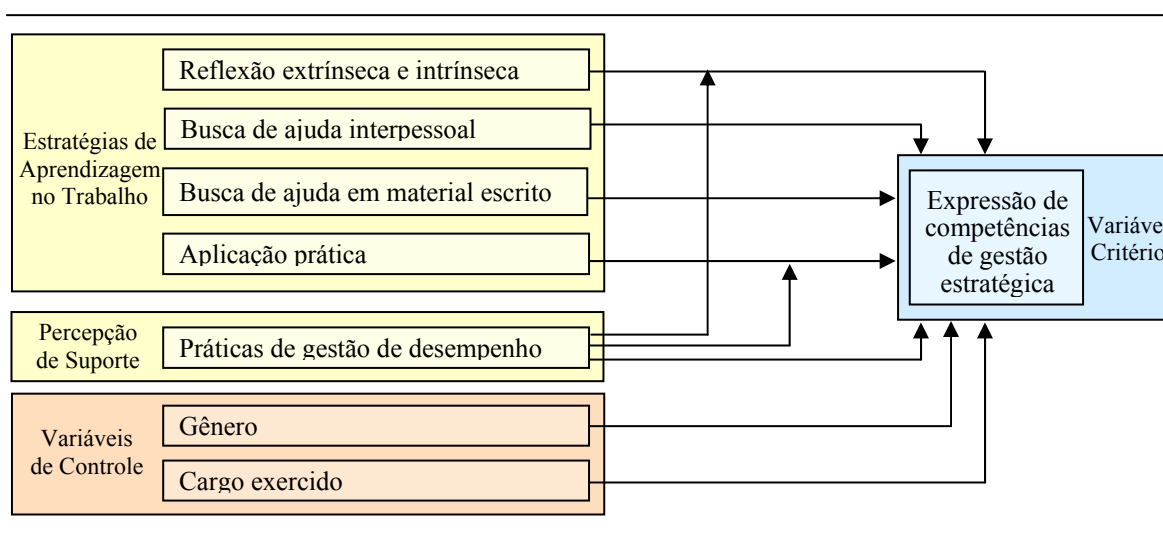 Reflexão extrínseca e intrínseca
Busca de ajuda interpessoal
Estratégias de
Aprendizagem
no Trabalho
Busca de ajuda em material escrito
Aplicação prática
Expressão de
competências
de gestão
estratégica
Variáve
Critério
Percepção
de Suporte
Práticas de gestão de desempenho
Variáveis
de Controle
Gênero
Cargo exercido